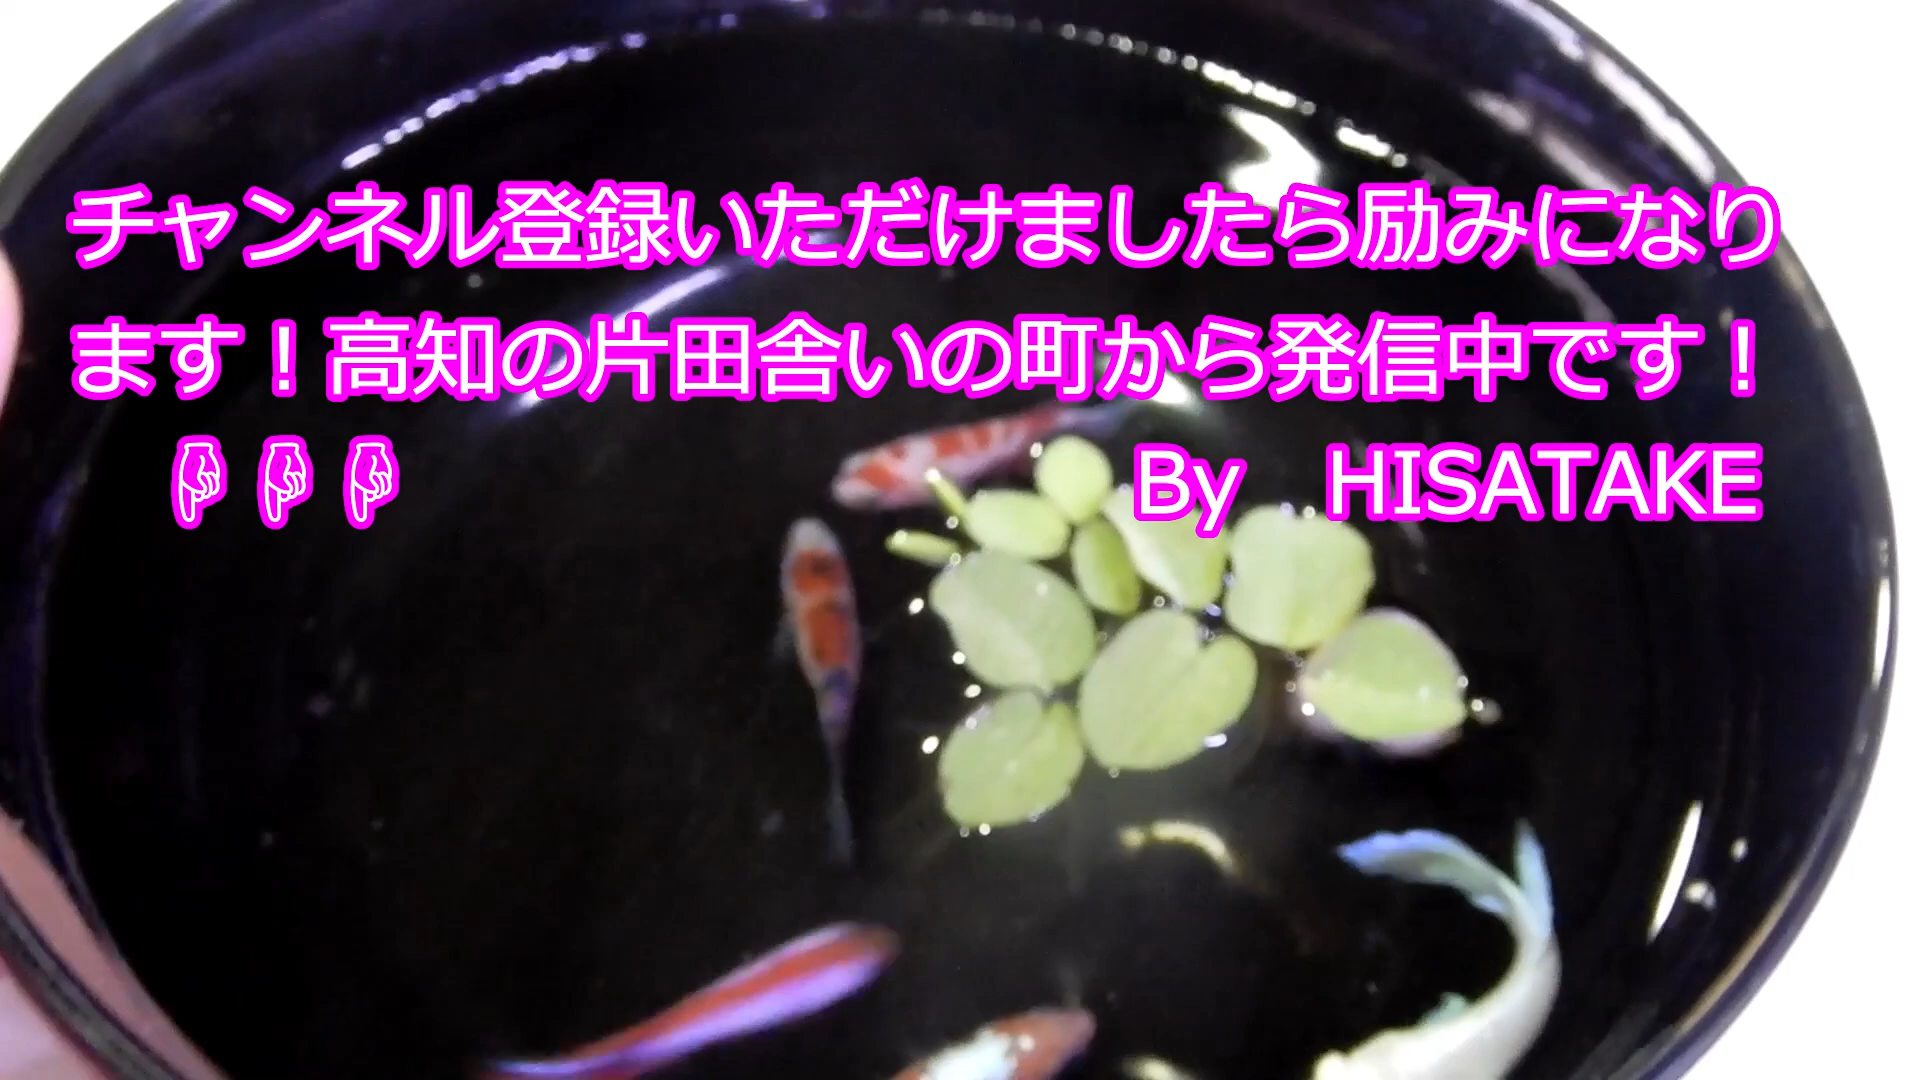 チャンネル登録いただけましたら励みになり
ます！高知の片田舎いの町から発信中です！
☟☟☟　By　HISATAKE